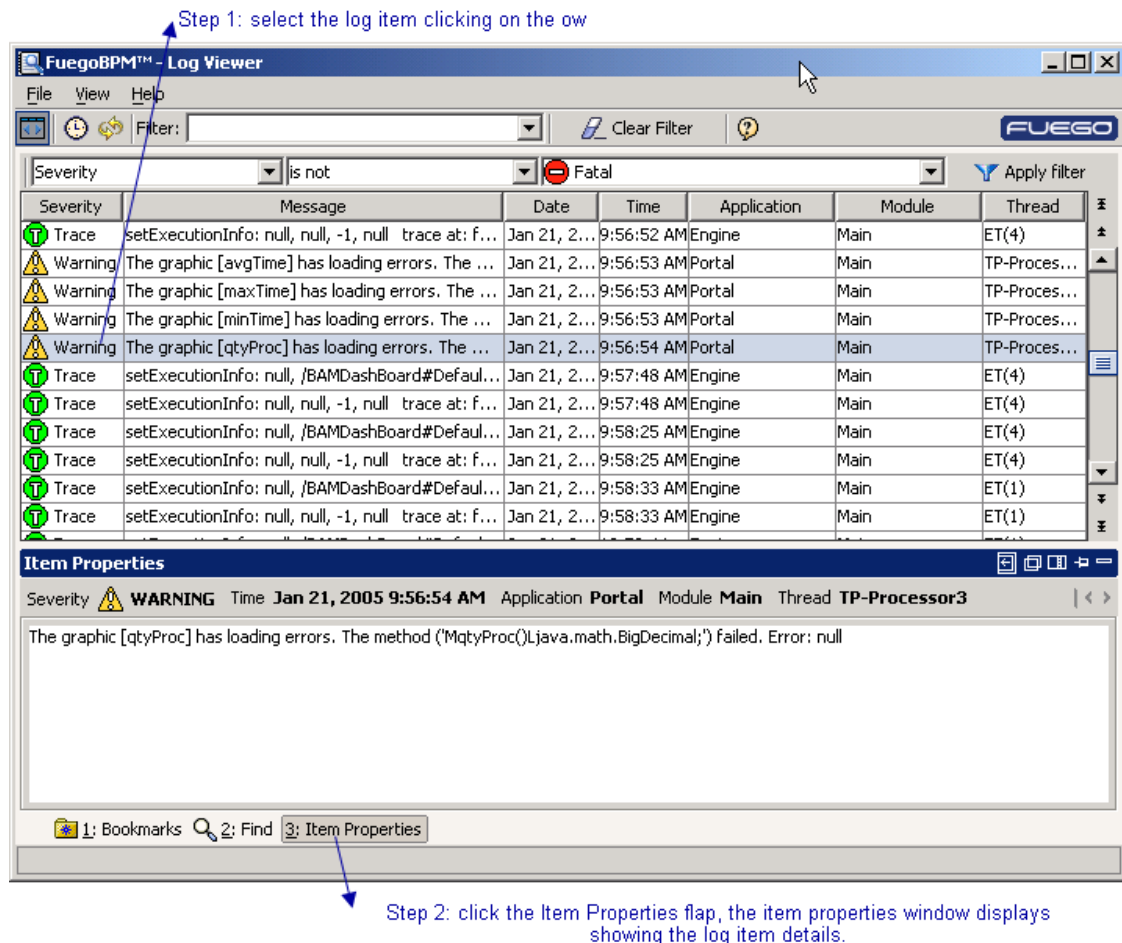 Step 1: select the log item clicking on the ow
FuegoBPM™ - Log Viewer
File View Help
Filter: Clear Filter FUEGO
Severity is not Fatal Apply filter
Severity Message Date Time Application Module Thread
Trace setExecutionInfo: null, null, -1, null trace at: f... Jan 21, 2... 9:56:52 AM Engine Main ET(4)
Warning The graphic [avgTime] has loading errors. The ... Jan 21, 2... 9:56:53 AM Portal Main TP-Proces...
Warning The graphic [maxTime] has loading errors. The ... Jan 21, 2... 9:56:53 AM Portal Main TP-Proces...
Warning The graphic [minTime] has loading errors. The ... Jan 21, 2... 9:56:53 AM Portal Main TP-Proces...
Warning The graphic [qtyProc] has loading errors. The ... Jan 21, 2... 9:56:54 AM Portal Main TP-Proces...
Trace setExecutionInfo: null, /BAMDashBoard#Defaul... Jan 21, 2... 9:57:48 AM Engine Main ET(4)
Trace setExecutionInfo: null, null, -1, null trace at: f... Jan 21, 2... 9:57:48 AM Engine Main ET(4)
Trace setExecutionInfo: null, /BAMDashBoard#Defaul... Jan 21, 2... 9:58:25 AM Engine Main ET(4)
Trace setExecutionInfo: null, null, -1, null trace at: f... Jan 21, 2... 9:58:25 AM Engine Main ET(4)
Trace setExecutionInfo: null, /BAMDashBoard#Defaul... Jan 21, 2... 9:58:33 AM Engine Main ET(1)
Trace setExecutionInfo: null, null, -1, null trace at: f... Jan 21, 2... 9:58:33 AM Engine Main ET(1)
Item Properties
Severity WARNING Time Jan 21, 2005 9:56:54 AM Application Portal Module Main Thread TP-Processor3
The graphic [qtyProc] has loading errors. The method ('MqtyProc()Ljava.math.BigDecimal;') failed. Error: null
1: Bookmarks 2: Find 3: Item Properties
Step 2: click the Item Properties flap, the item properties window displays
showing the log item details.